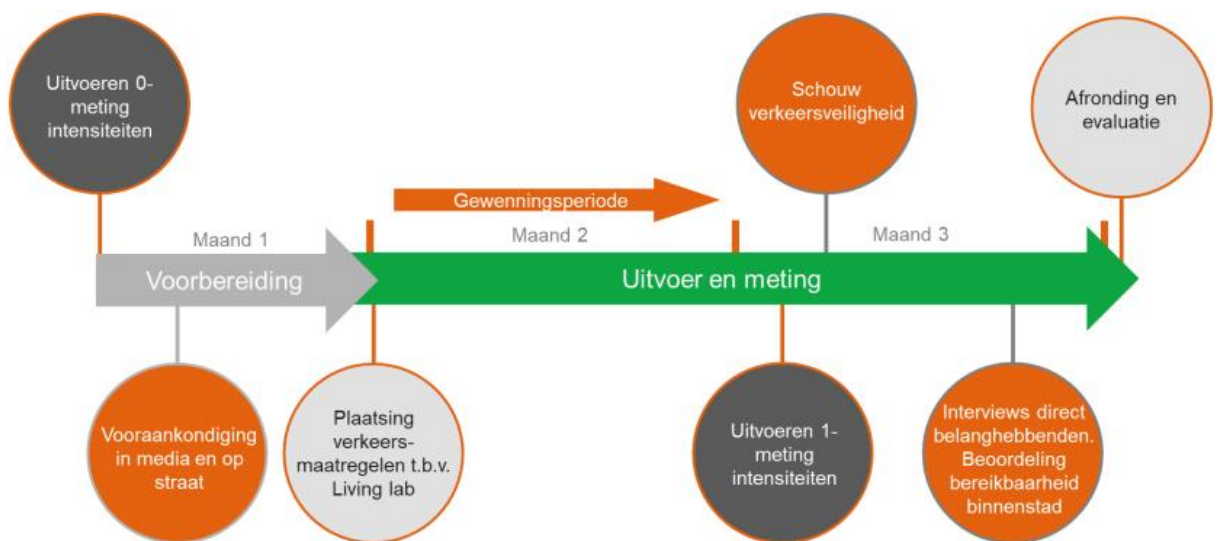 Uitvoeren 0-
meting
intensiteiten
Schouw
verkeersveiligheid
Afronding en
evaluatie
Gewenningsperiode
Maand 1
Maand 2
Maand 3
Voorbereiding
Uitvoer en meting
Vooraankondiging
in media en op
straat
Plaatsing
verkeers-
maatregelen t.b.v.
Living lab
Uitvoeren 1-
meting
intensiteiten
Interviews direct
belanghebbenden.
Beoordeling
bereikbaarheid
binnenstad